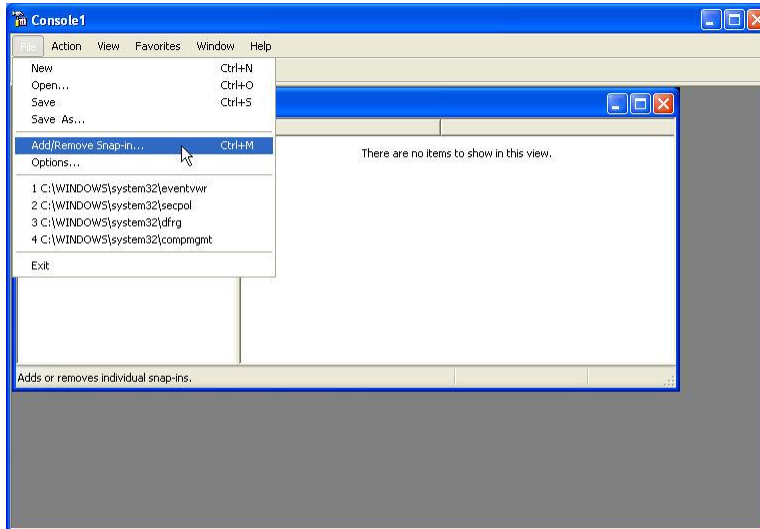 Console1
File Action View Favorites Window Help
New Ctrl+N
Open... Ctrl+O
Save Ctrl+S
Save As...
Add/Remove Snap-in... Ctrl+M
Options...
1 C:\WINDOWS\system32\eventvwr
2 C:\WINDOWS\system32\secpol
3 C:\WINDOWS\system32\dfrg
4 C:\WINDOWS\system32\compmgmt
Exit
There are no items to show in this view.
Adds or removes individual snap-ins.